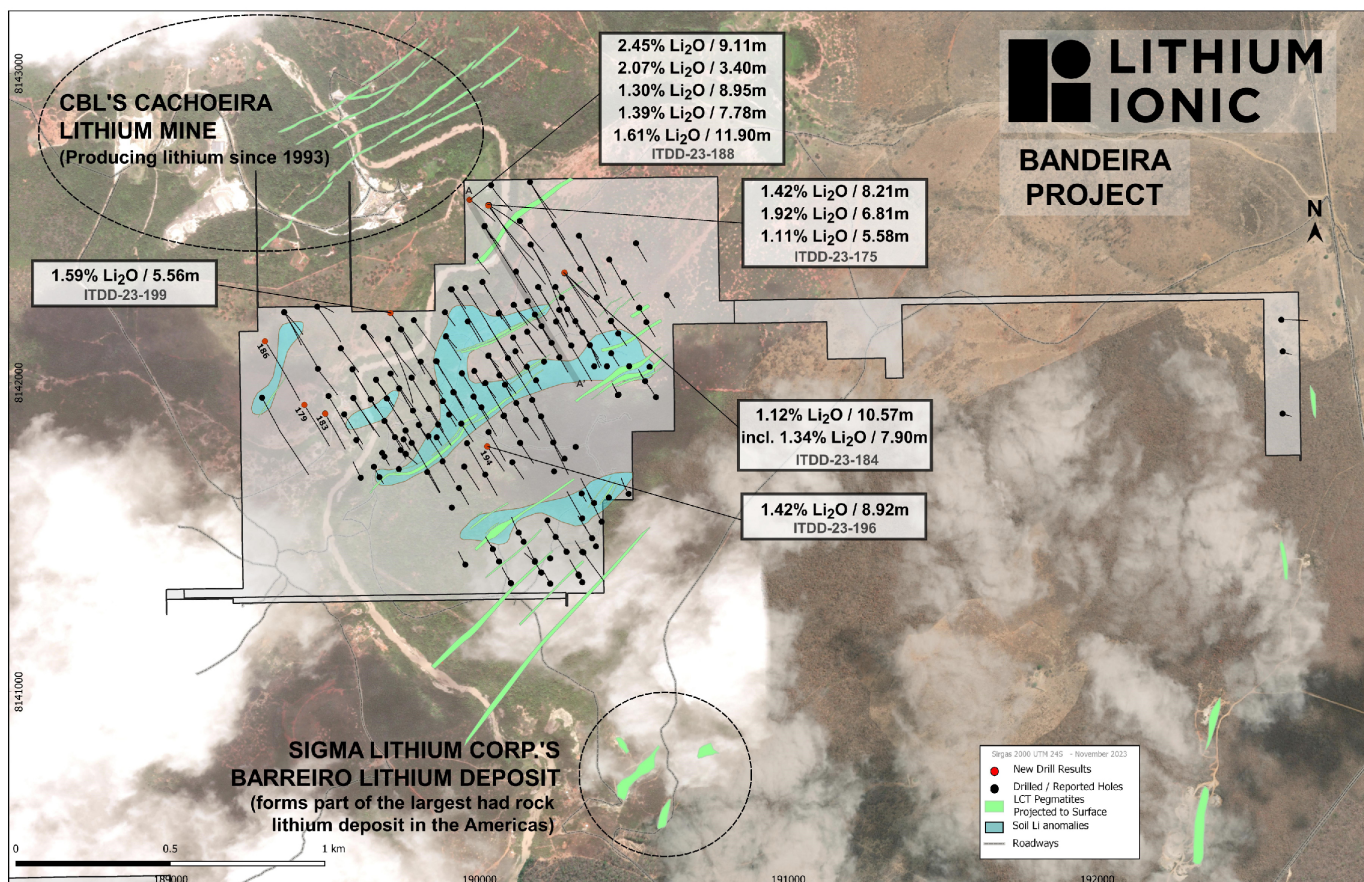 8143000
CBL'S CACHOEIRA
LITHIUM MINE
(Producing lithium since 1993)
2.45% Li2O / 9.11m
2.07% Li2O / 3.40m
1.30% Li2O / 8.95m
1.39% Li2O / 7.78m
1.61% Li2O / 11.90m
ITDD-23-188
LITHIUM
IONIC
BANDEIRA
PROJECT
N
1.42% Li2O / 8.21m
1.92% Li2O / 6.81m
1.11% Li2O / 5.58m
ITDD-23-175
1.59% Li2O / 5.56m
ITDD-23-199
A
A'
186
179
183
194
8142000
1.12% Li2O / 10.57m
incl. 1.34% Li2O / 7.90m
ITDD-23-184
1.42% Li2O / 8.92m
ITDD-23-196
8141000
SIGMA LITHIUM CORP.'S
BARREIRO LITHIUM DEPOSIT
(forms part of the largest had rock
lithium deposit in the Americas)
Sirgas 2000 UTM 24S - November 2023
New Drill Results
Drilled / Reported Holes
LCT Pegmatites
Projected to Surface
Soil Li anomalies
Roadways
0 0.5 1 km
189000 190000 191000 192000